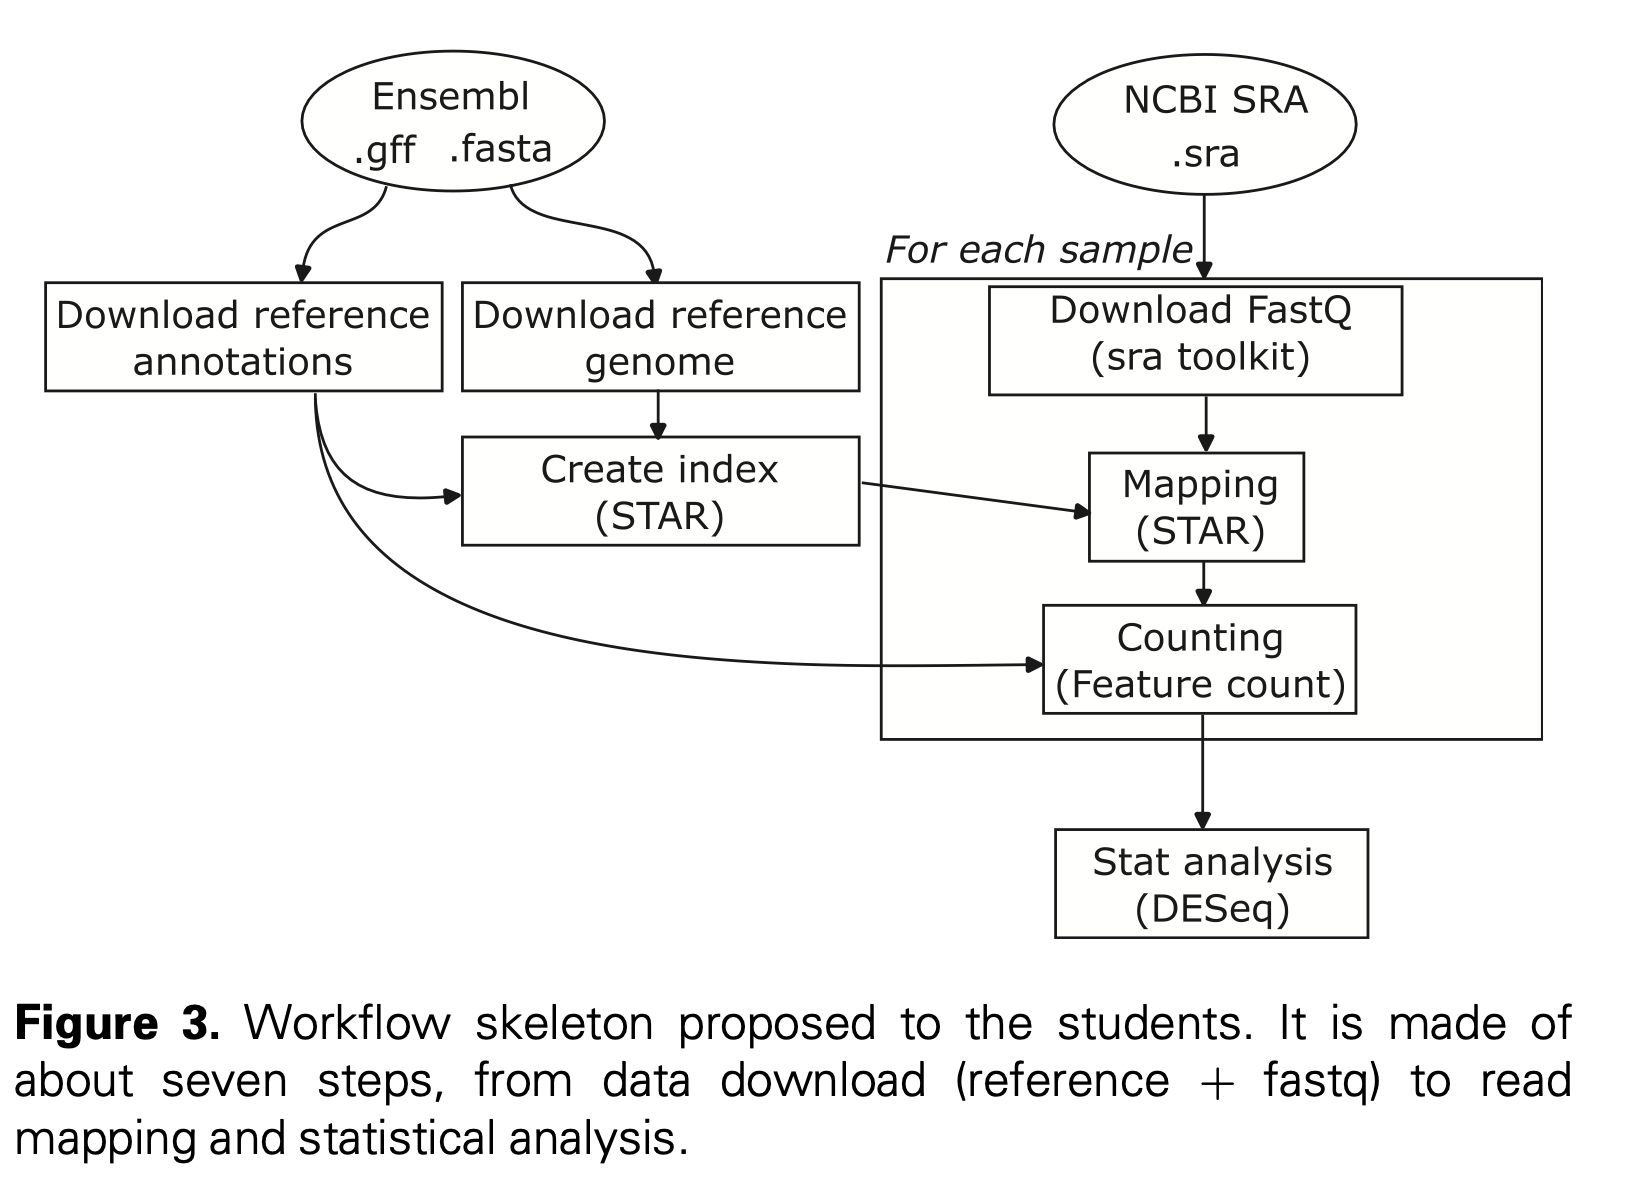 Ensembl
.gff .fasta
NCBI SRA
.sra
For each sample
Download reference
annotations
Download reference
genome
Download FastQ
(sra toolkit)
Create index
(STAR)
Mapping
(STAR)
Counting
(Feature count)
Stat analysis
(DESeq)
Figure 3. Workflow skeleton proposed to the students. It is made of
about seven steps, from data download (reference + fastq) to read
mapping and statistical analysis.